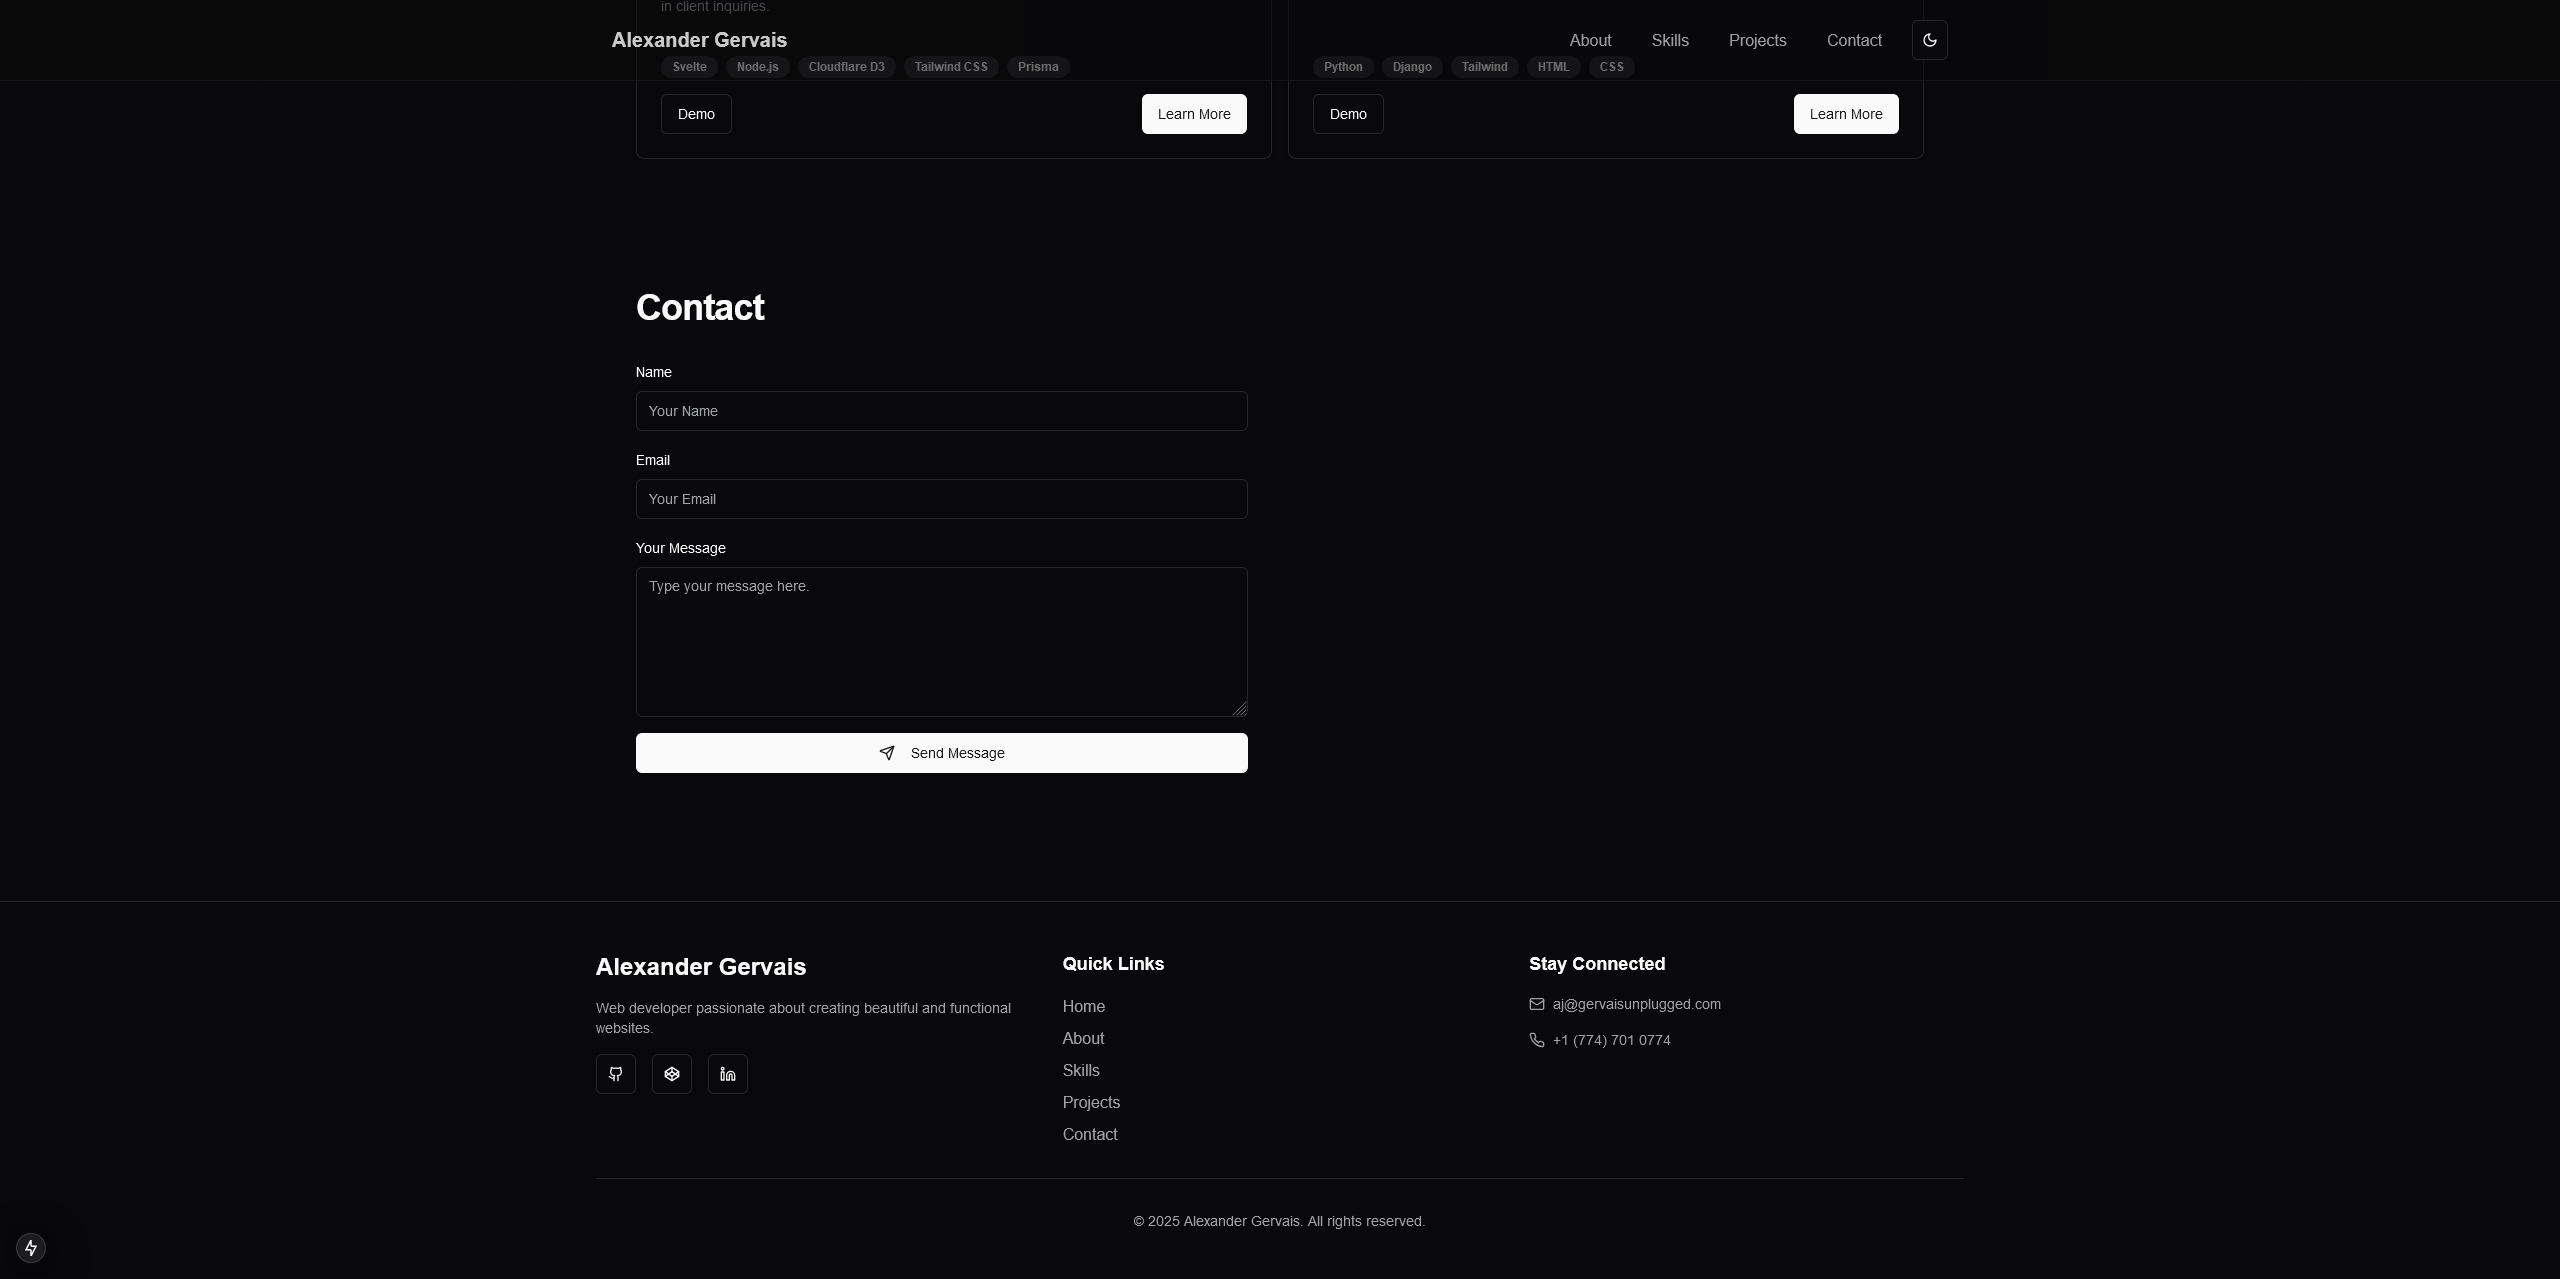 in client inquiries.
Alexander Gervais
About
Skills
Projects
Contact
Svelte
Node.js
Cloudflare D3
Tailwind CSS
Prisma
Python
Django
Tailwind
HTML
CSS
Demo
Learn More
Demo
Learn More
Contact
Name
Your Name
Email
Your Email
Your Message
Type your message here.
Send Message
Alexander Gervais
Web developer passionate about creating beautiful and functional
websites.
Quick Links
Home
About
Skills
Projects
Contact
Stay Connected
aj@gervaisunplugged.com
+1 (774) 701 0774
© 2025 Alexander Gervais. All rights reserved.